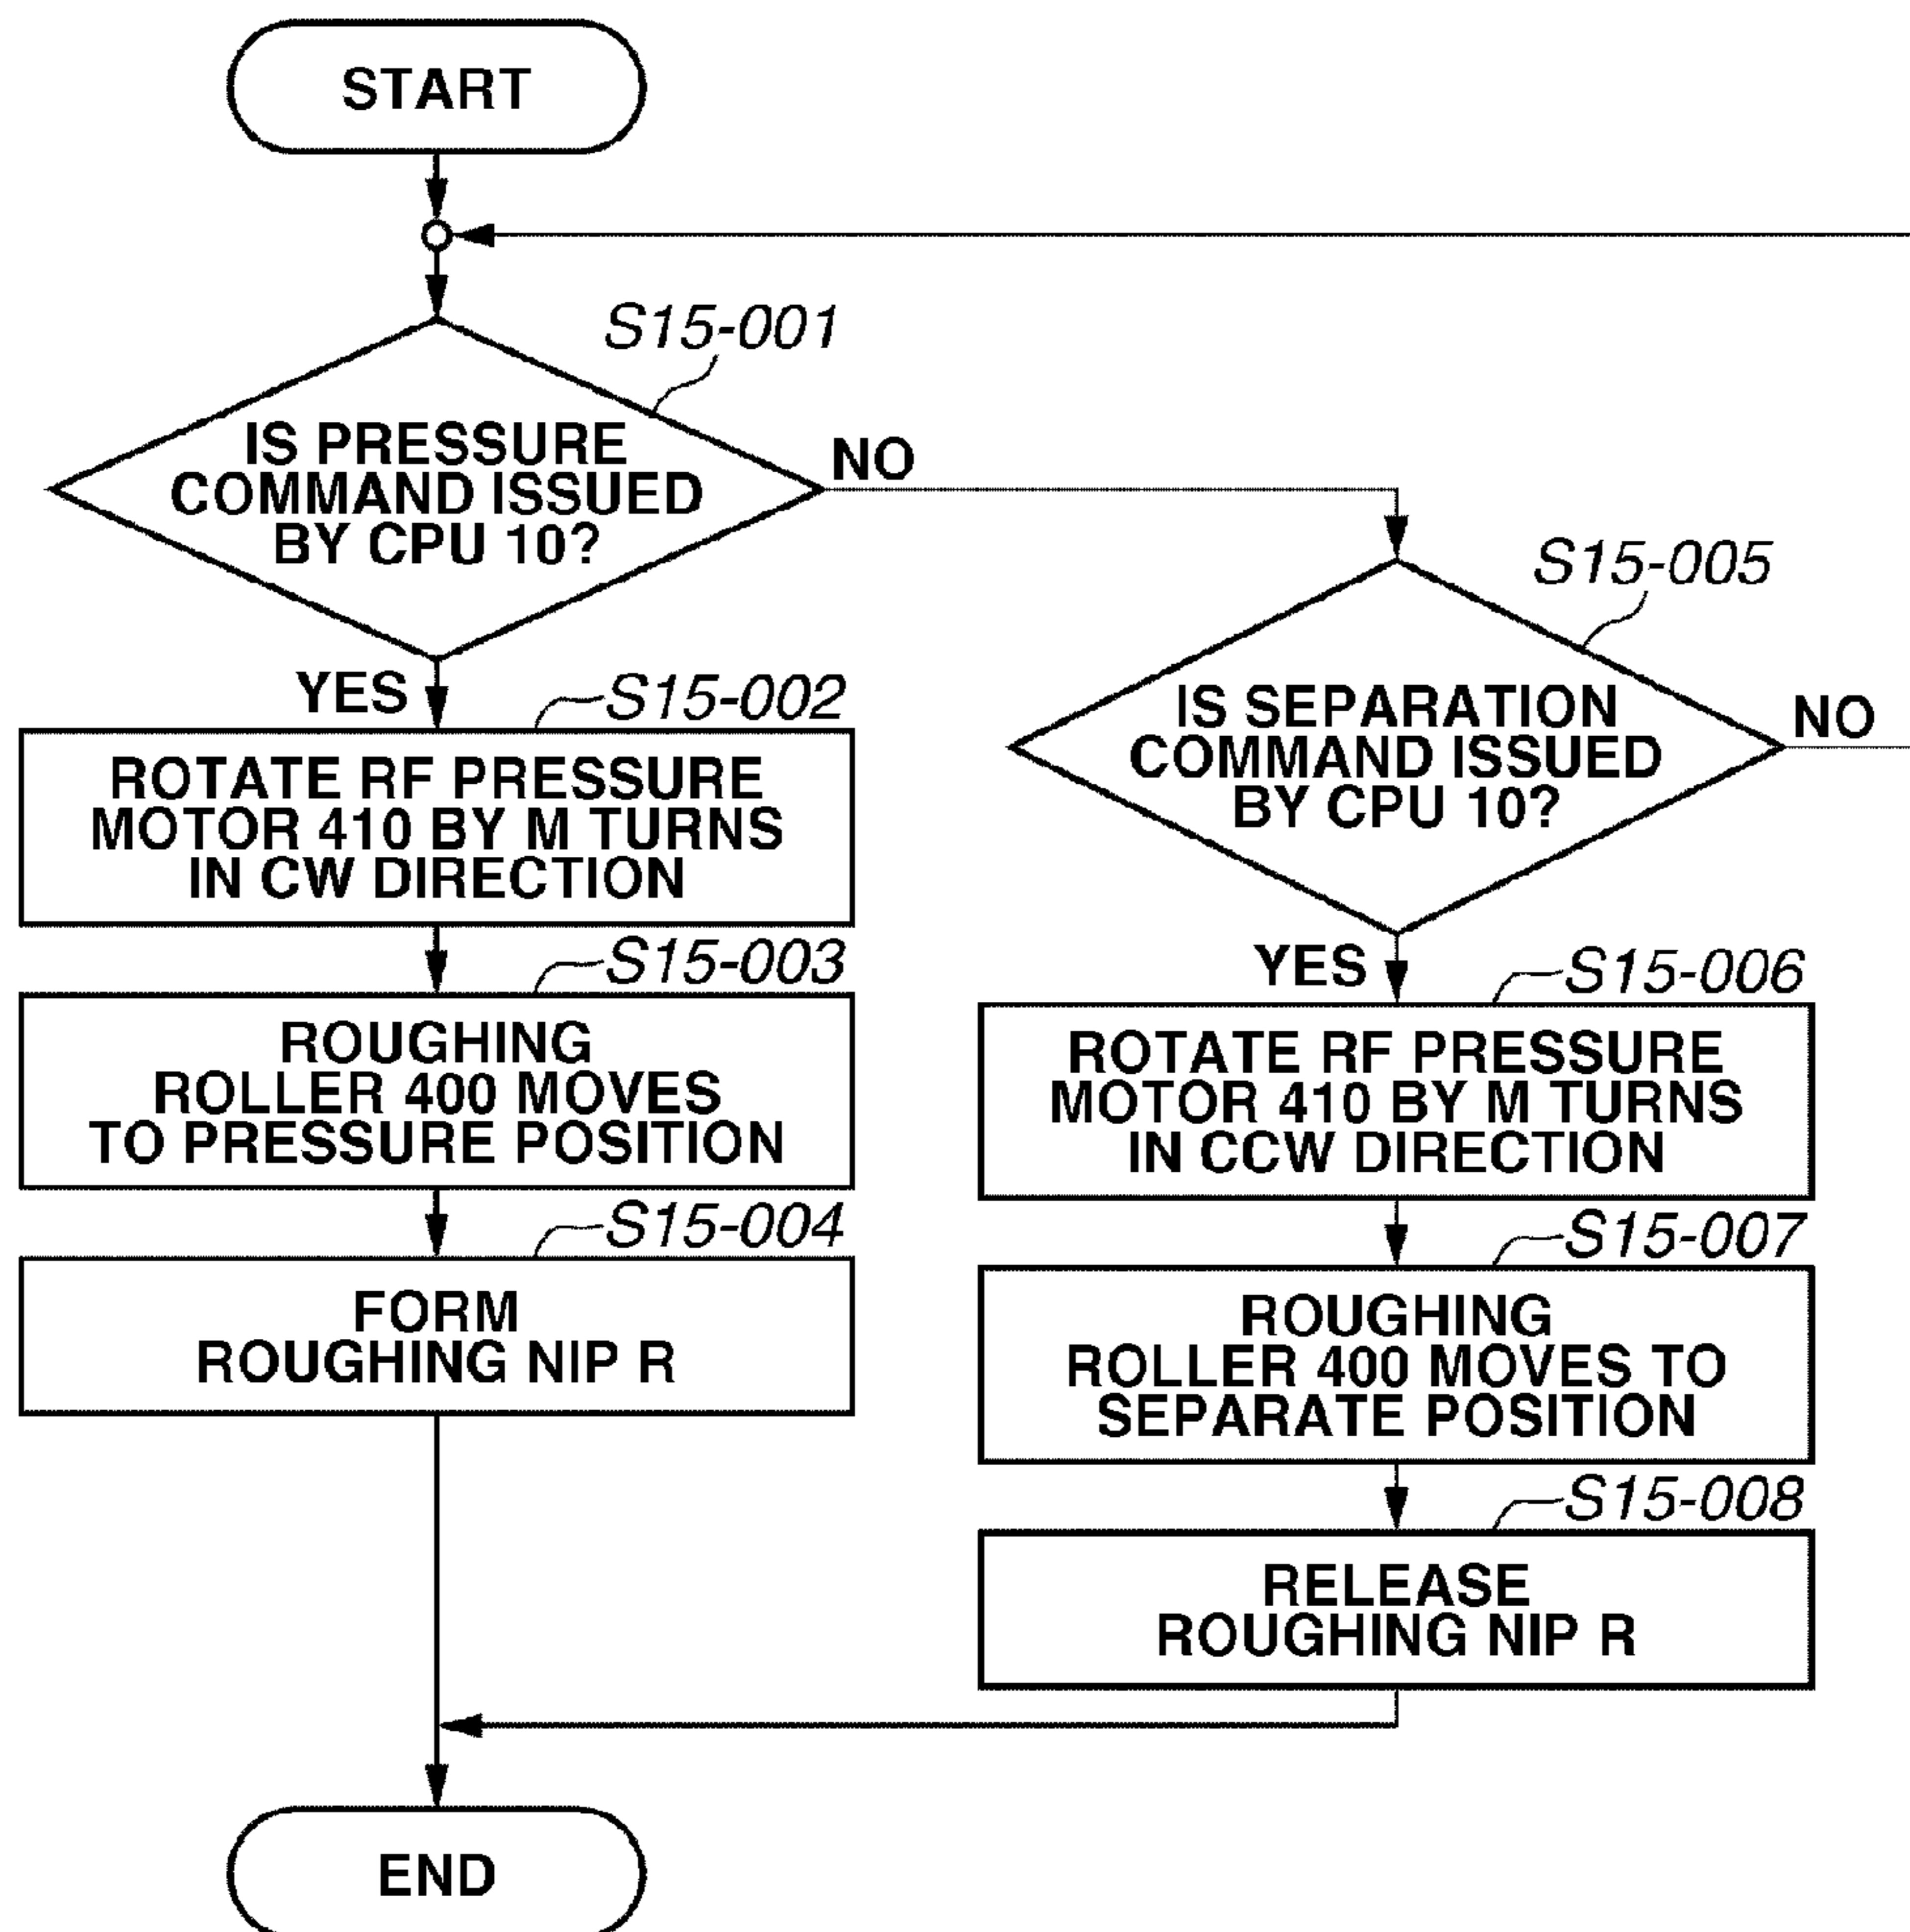 START
S15-001
IS PRESSURE
COMMAND ISSUED
BY CPU 10?
NO
YES
S15-002
ROTATE RF PRESSURE
MOTOR 410 BY M TURNS
IN CW DIRECTION
S15-003
ROUGHING
ROLLER 400 MOVES
TO PRESSURE POSITION
S15-004
FORM
ROUGHING NIP R
S15-005
IS SEPARATION
COMMAND ISSUED
BY CPU 10?
NO
YES
S15-006
ROTATE RF PRESSURE
MOTOR 410 BY M TURNS
IN CCW DIRECTION
S15-007
ROUGHING
ROLLER 400 MOVES TO
SEPARATE POSITION
S15-008
RELEASE
ROUGHING NIP R
END